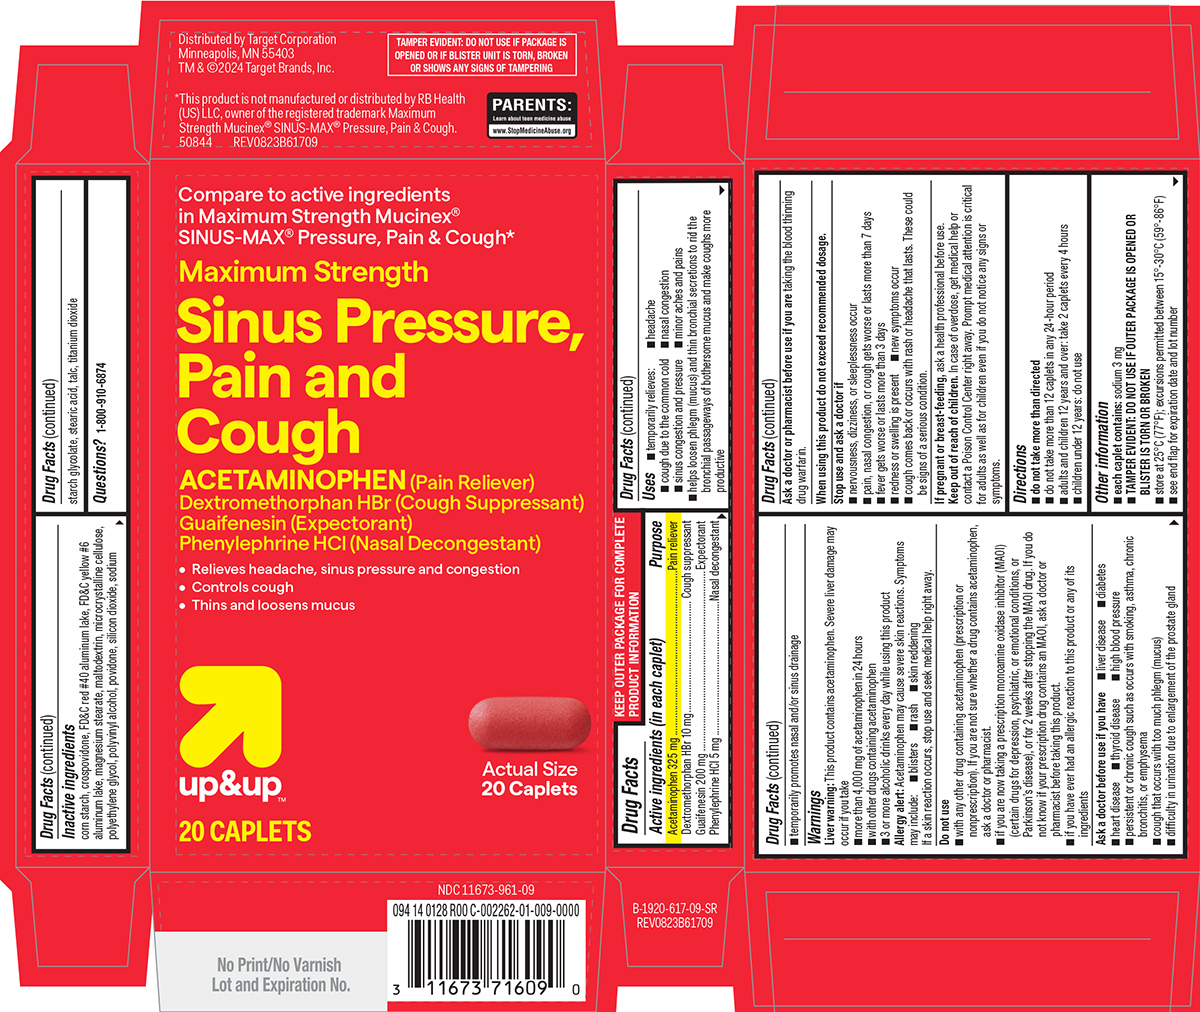 Distributed by Target Corporation
Minneapolis, MN 55403
TM & ©2024 Target Brands, Inc.
TAMPER EVIDENT: DO NOT USE IF PACKAGE IS
OPENED OR IF BLISTER UNIT IS TORN, BROKEN
OR SHOWS ANY SIGNS OF TAMPERING
*This product is not manufactured or distributed by RB Health
(US) LLC, owner of the registered trademark Maximum
Strength Mucinex® SINUS-MAX® Pressure, Pain & Cough.
50844 REV0823B61709
PARENTS:
Learn about teen medicine abuse
www.StopMedicineAbuse.org
Compare to active ingredients
in Maximum Strength Mucinex®
SINUS-MAX® Pressure, Pain & Cough*
Maximum Strength
Sinus Pressure,
Pain and
Cough
ACETAMINOPHEN (Pain Reliever)
Dextromethorphan HBr (Cough Suppressant)
Guaifenesin (Expectorant)
Phenylephrine HCl (Nasal Decongestant)
• Relieves headache, sinus pressure and congestion
• Controls cough
• Thins and loosens mucus
up&up™
20 CAPLETS
Actual Size
20 Caplets
NDC 11673-961-09
094 14 0128 R00 C-002262-01-009-0000
3 11673 71609 0
No Print/No Varnish
Lot and Expiration No.
B-1920-617-09-SR
REV0823B61709
KEEP OUTER PACKAGE FOR COMPLETE
PRODUCT INFORMATION
Drug Facts
Active ingredients (in each caplet) Purpose
Acetaminophen 325 mg ... Pain reliever
Dextromethorphan HBr 10 mg ... Cough suppressant
Guaifenesin 200 mg ... Expectorant
Phenylephrine HCl 5 mg ... Nasal decongestant
Drug Facts (continued)
Uses ■ temporarily relieves: ■ headache
■ cough due to the common cold ■ nasal congestion
■ sinus congestion and pressure ■ minor aches and pains
■ helps loosen phlegm (mucus) and thin bronchial secretions to rid the
bronchial passageways of bothersome mucus and make coughs more
productive
Drug Facts (continued)
■ temporarily promotes nasal and/or sinus drainage
Warnings
Liver warning: This product contains acetaminophen. Severe liver damage may
occur if you take
■ more than 4,000 mg of acetaminophen in 24 hours
■ with other drugs containing acetaminophen
■ 3 or more alcoholic drinks every day while using this product
Allergy alert: Acetaminophen may cause severe skin reactions. Symptoms
may include: ■ blisters ■ rash ■ skin reddening
If a skin reaction occurs, stop use and seek medical help right away.
Do not use
■ with any other drug containing acetaminophen (prescription or
nonprescription). If you are not sure whether a drug contains acetaminophen,
ask a doctor or pharmacist.
■ if you are now taking a prescription monoamine oxidase inhibitor (MAOI)
(certain drugs for depression, psychiatric, or emotional conditions, or
Parkinson's disease), or for 2 weeks after stopping the MAOI drug. If you do
not know if your prescription drug contains an MAOI, ask a doctor or
pharmacist before taking this product.
■ if you have ever had an allergic reaction to this product or any of its
ingredients
Ask a doctor before use if you have ■ liver disease ■ diabetes
■ heart disease ■ thyroid disease ■ high blood pressure
■ persistent or chronic cough such as occurs with smoking, asthma, chronic
bronchitis, or emphysema
■ cough that occurs with too much phlegm (mucus)
■ difficulty in urination due to enlargement of the prostate gland
Drug Facts (continued)
Ask a doctor or pharmacist before use if you are taking the blood thinning
drug warfarin.
When using this product do not exceed recommended dosage.
Stop use and ask a doctor if
■ nervousness, dizziness, or sleeplessness occur
■ pain, nasal congestion, or cough gets worse or lasts more than 7 days
■ fever gets worse or lasts more than 3 days
■ redness or swelling is present ■ new symptoms occur
■ cough comes back or occurs with rash or headache that lasts. These could
be signs of a serious condition.
If pregnant or breast-feeding, ask a health professional before use.
Keep out of reach of children. In case of overdose, get medical help or
contact a Poison Control Center right away. Prompt medical attention is critical
for adults as well as for children even if you do not notice any signs or
symptoms.
Directions
■ do not take more than directed
■ do not take more than 12 caplets in any 24-hour period
■ adults and children 12 years and over: take 2 caplets every 4 hours
■ children under 12 years: do not use
Other information
■ each caplet contains: sodium 3 mg
■ TAMPER EVIDENT: DO NOT USE IF OUTER PACKAGE IS OPENED OR
BLISTER IS TORN OR BROKEN
■ store at 25°C (77°F); excursions permitted between 15°-30°C (59°-86°F)
■ see end flap for expiration date and lot number
Drug Facts (continued)
Inactive ingredients
corn starch, crospovidone, FD&C red #40 aluminum lake, FD&C yellow #6
aluminum lake, magnesium stearate, maltodextrin, microcrystalline cellulose,
polyethylene glycol, polyvinyl alcohol, povidone, silicon dioxide, sodium
Drug Facts (continued)
starch glycolate, stearic acid, talc, titanium dioxide
Questions? 1-800-910-6874